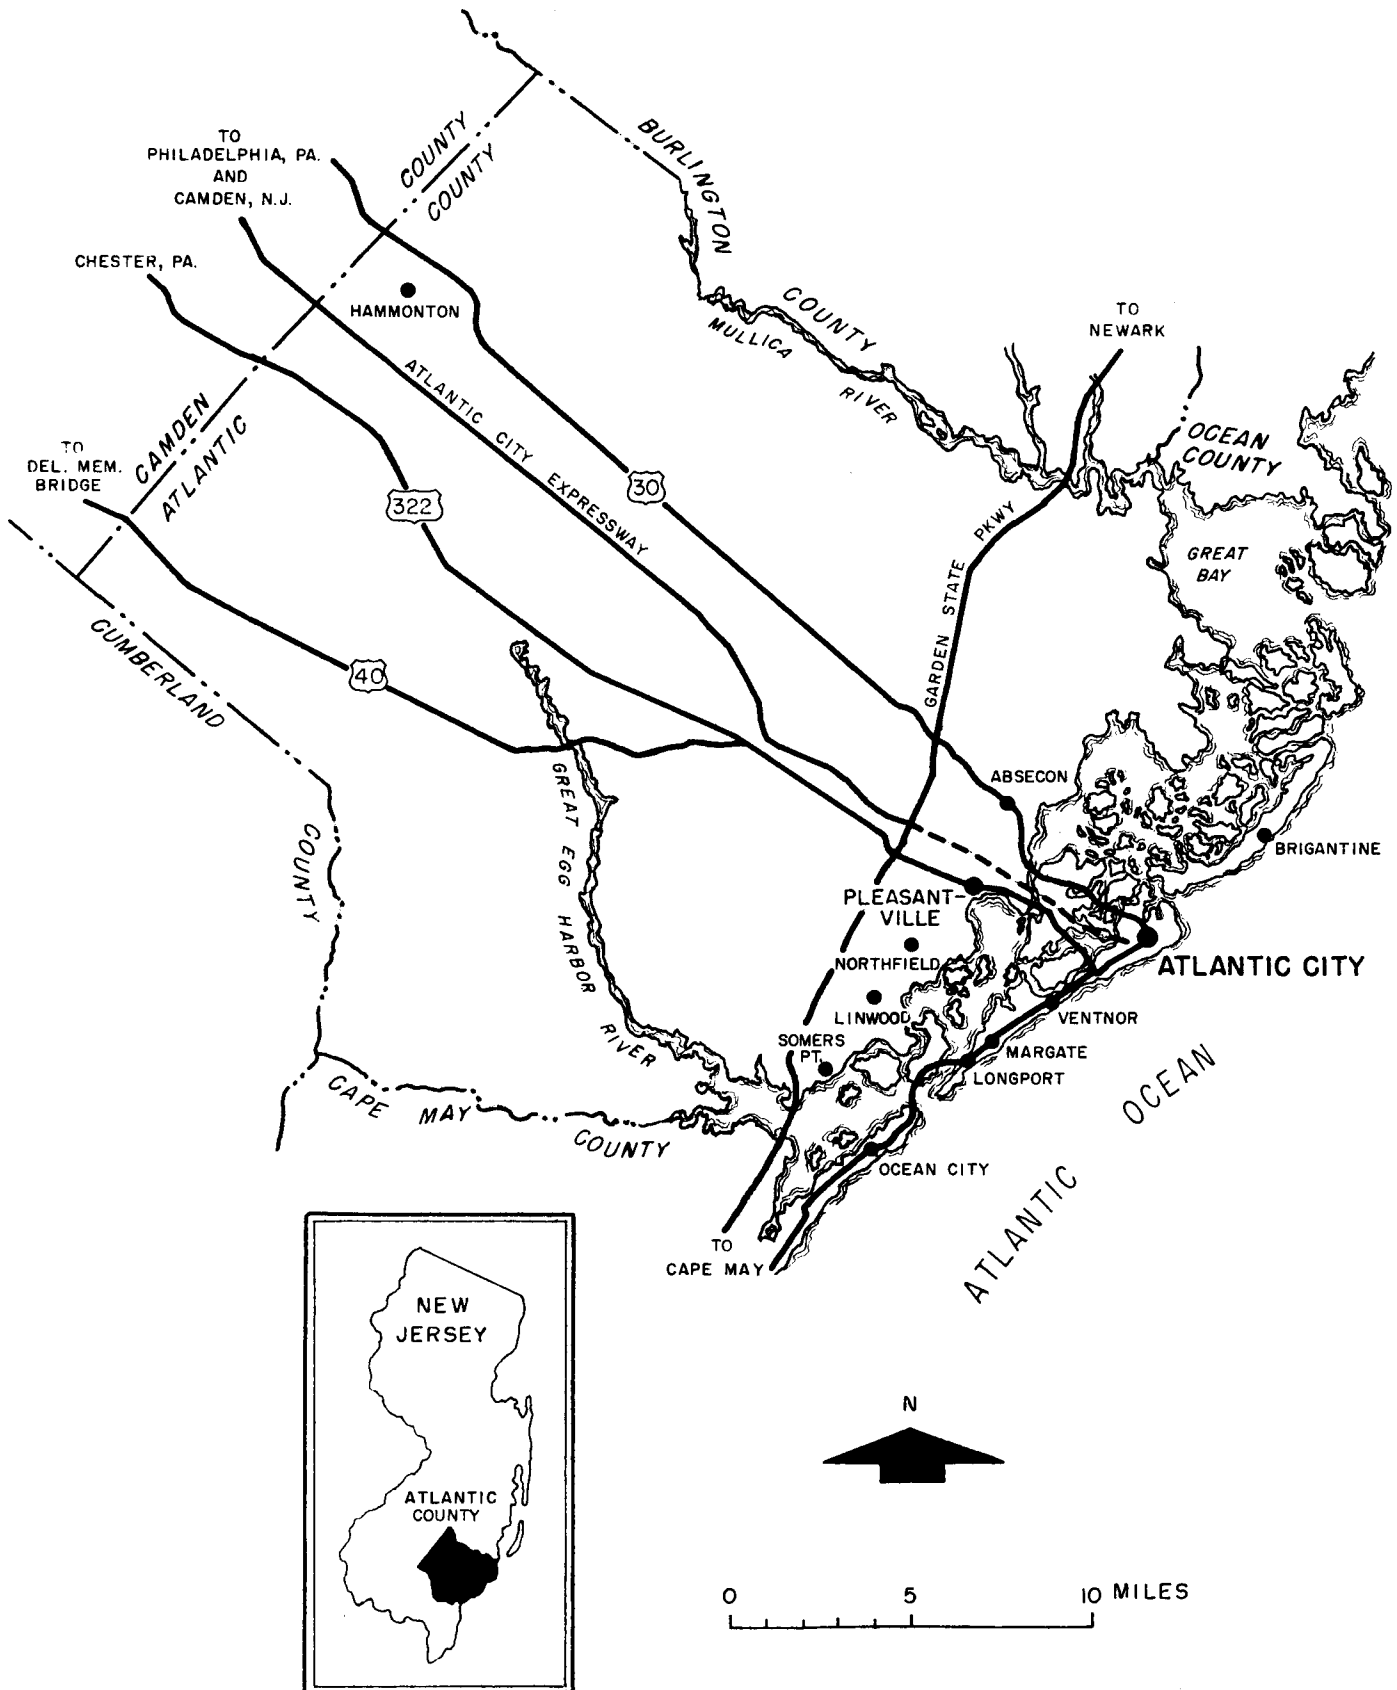 TO
PHILADELPHIA, PA.
AND
CAMDEN, N.J.
CHESTER, PA.
TO
DEL. MEM.
BRIDGE
CAMDEN COUNTY
ATLANTIC COUNTY
BURLINGTON COUNTY
HAMMONTON
MULLICA RIVER
TO
NEWARK
OCEAN
COUNTY
ATLANTIC CITY EXPRESSWAY
30
322
40
GARDEN STATE PKWY
GREAT
BAY
CUMBERLAND COUNTY
GREAT EGG HARBOR RIVER
ABSECON
BRIGANTINE
PLEASANT-
VILLE
NORTHFIELD
ATLANTIC CITY
LINWOOD
VENTNOR
SOMERS
PT.
MARGATE
LONGPORT
CAPE MAY COUNTY
OCEAN CITY
ATLANTIC OCEAN
TO
CAPE MAY
NEW
JERSEY
ATLANTIC
COUNTY
N
0 5 10 MILES